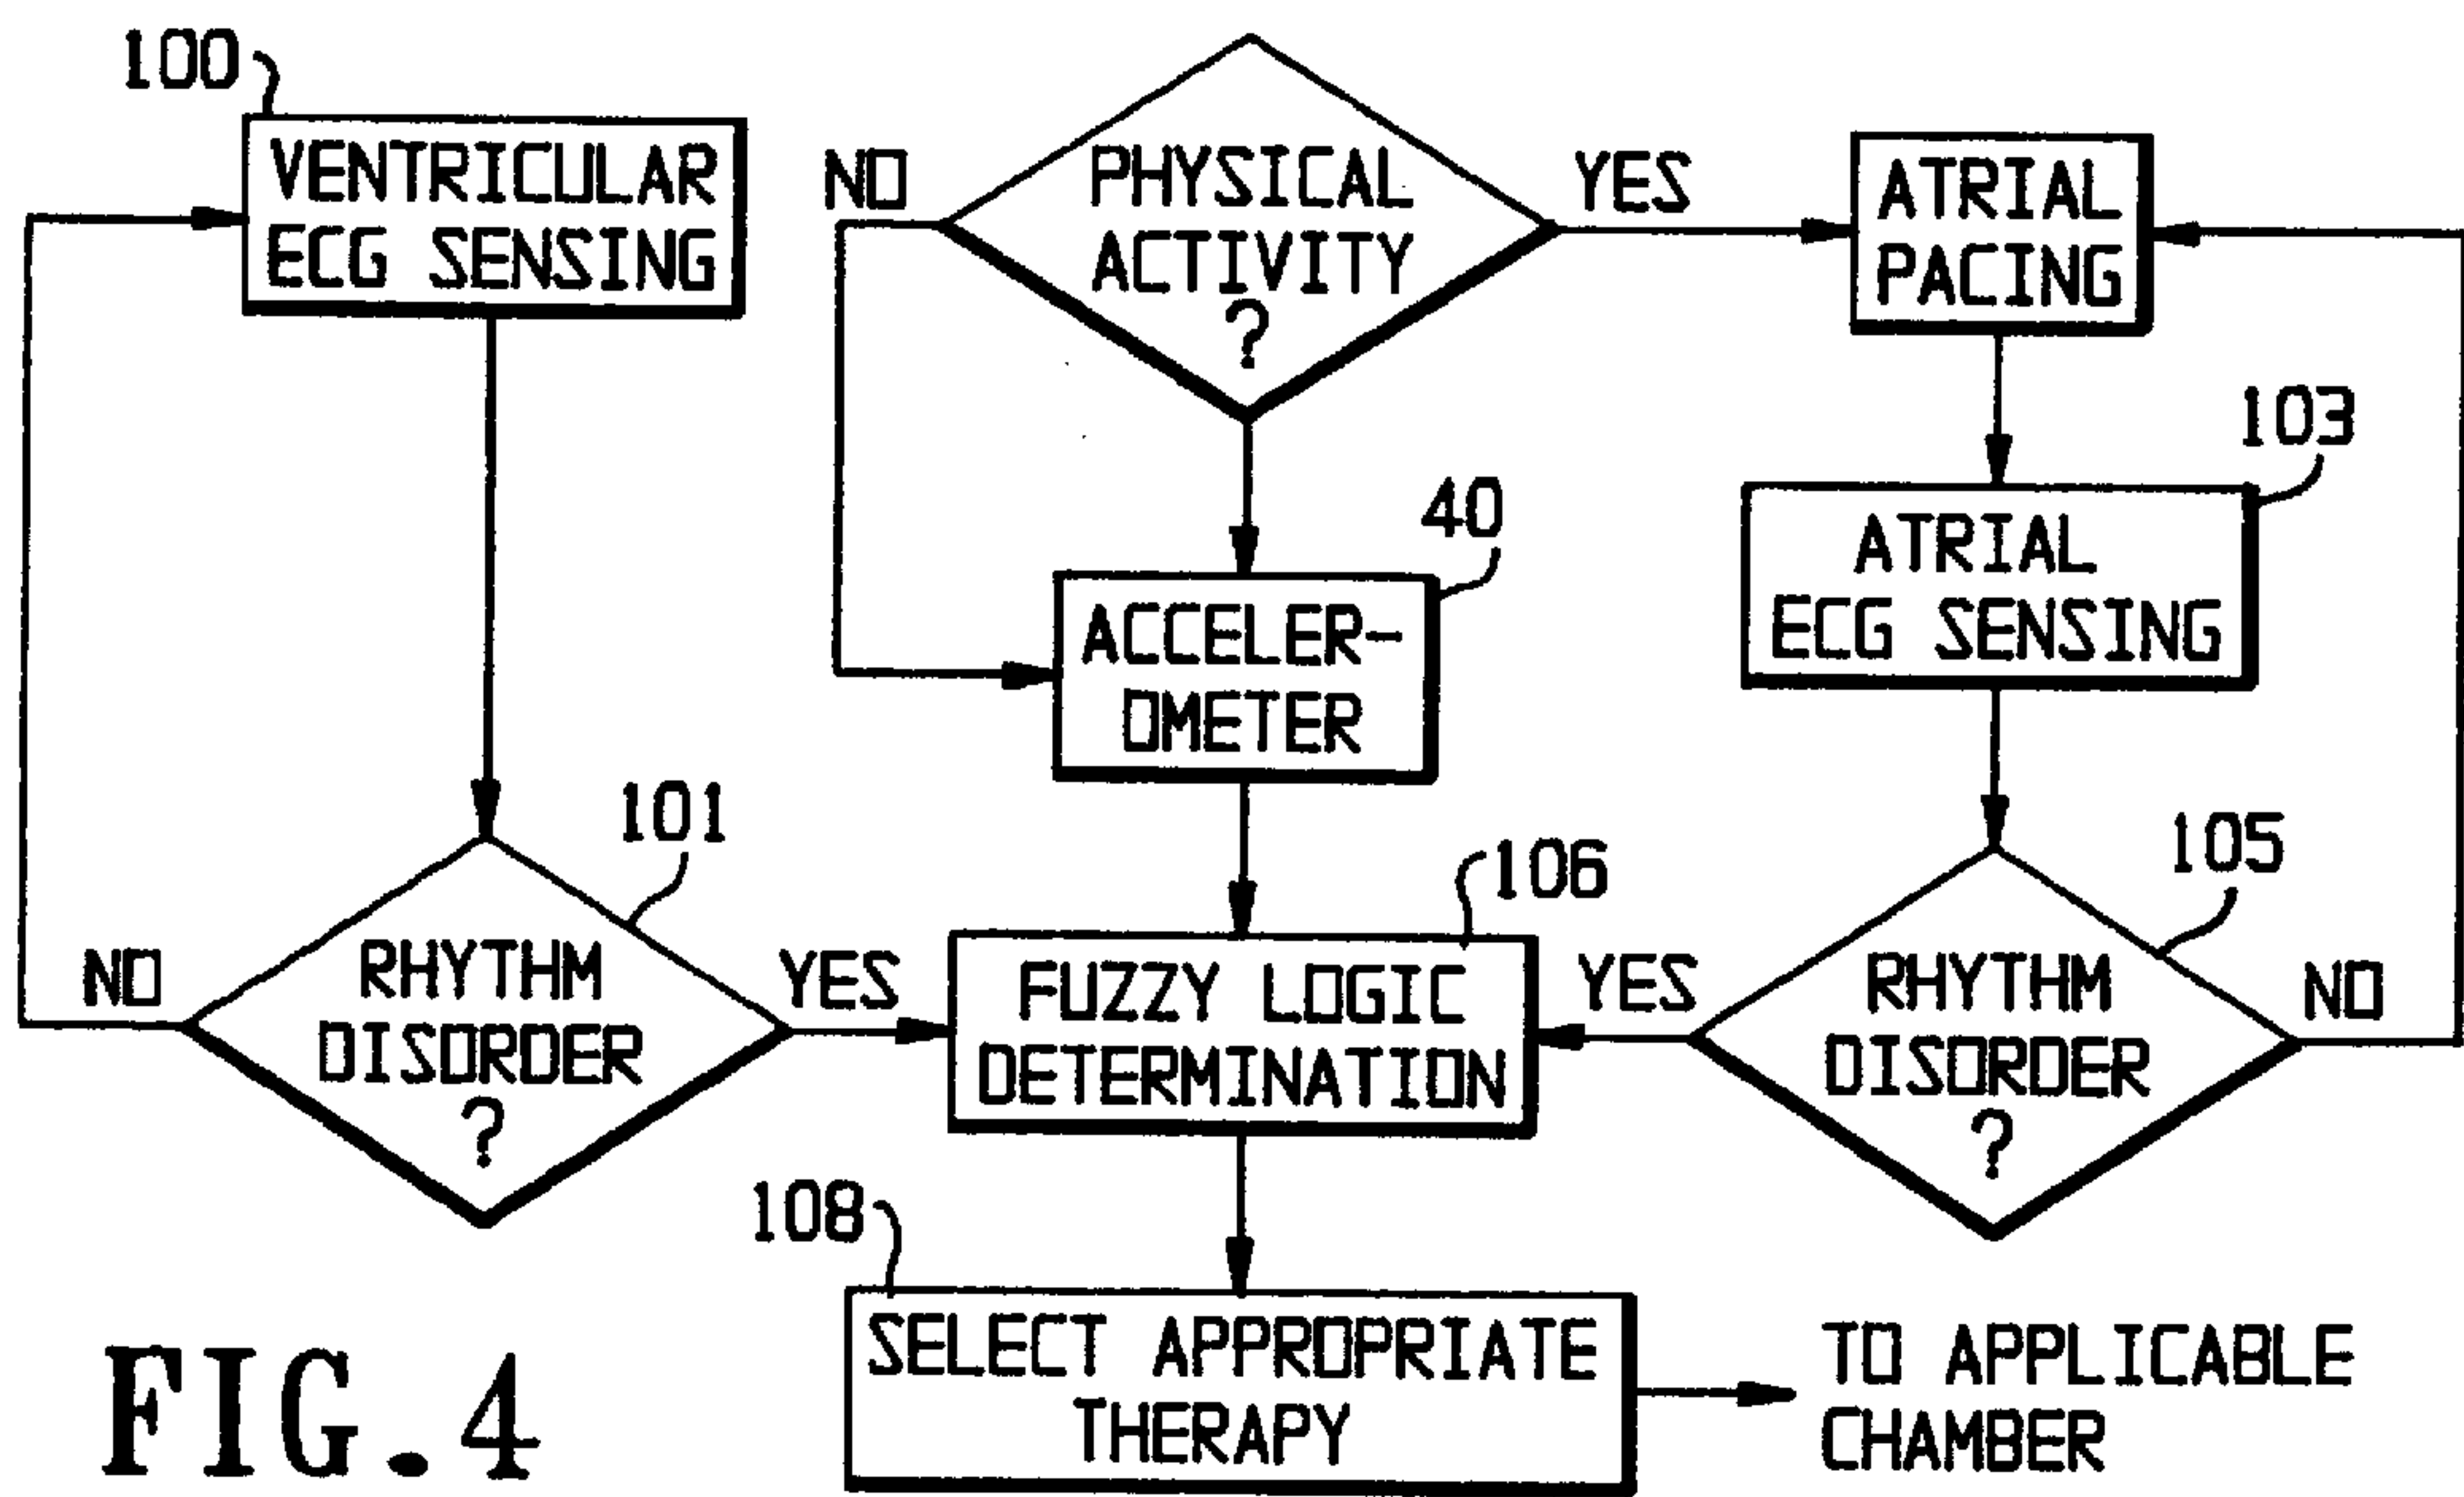 100
VENTRICULAR
ECG SENSING
NO
PHYSICAL
ACTIVITY
?
YES
ATRIAL
PACING
103
ATRIAL
ECG SENSING
40
ACCELER-
OMETER
101
RHYTHM
DISORDER
?
NO
YES
106
FUZZY LOGIC
DETERMINATION
YES
105
RHYTHM
DISORDER
?
NO
108
SELECT APPROPRIATE
THERAPY
TO APPLICABLE
CHAMBER
FIG. 4